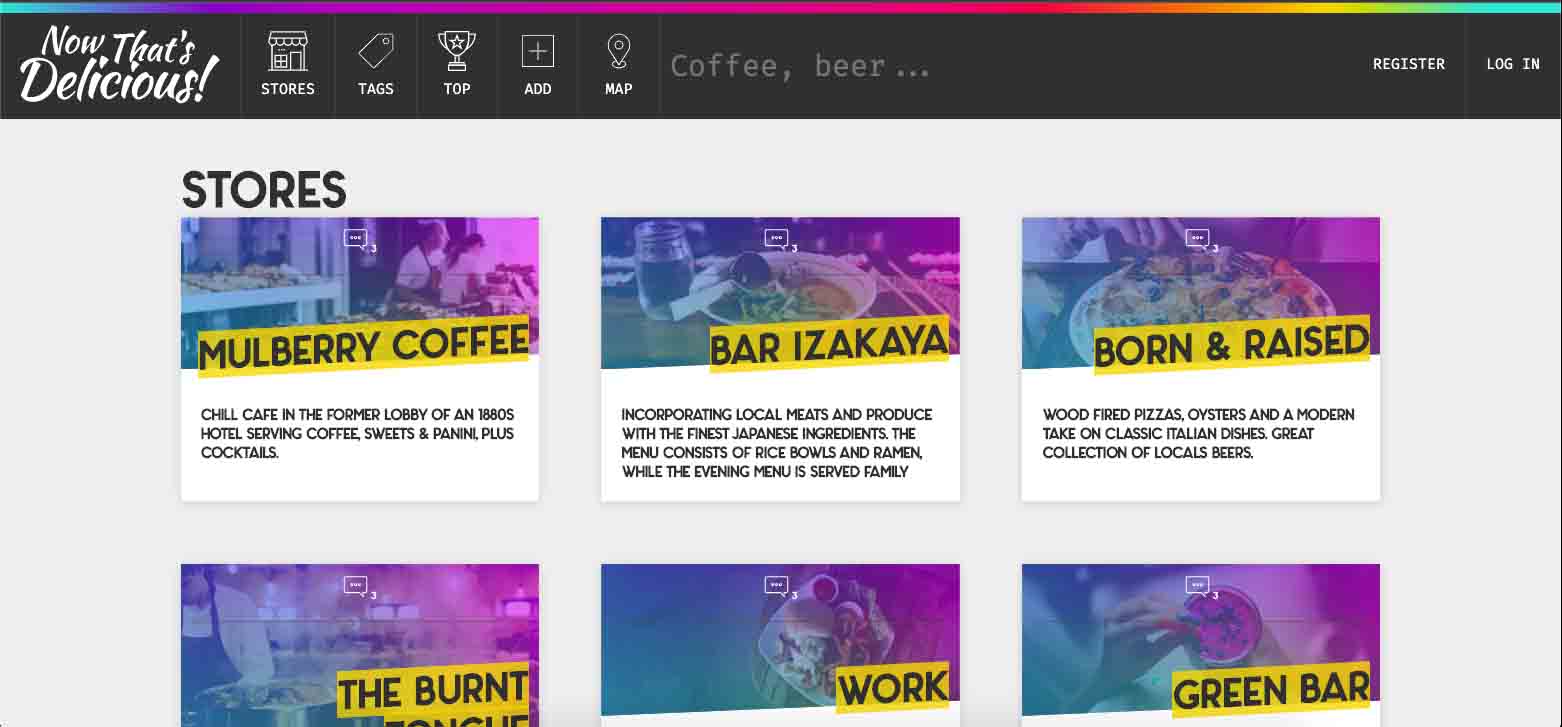 Now That's
Delicious!
STORES
TAGS
TOP
ADD
MAP
Coffee, beer...
REGISTER
LOG IN
STORES
3
MULBERRY COFFEE
CHILL CAFE IN THE FORMER LOBBY OF AN 1880S
HOTEL SERVING COFFEE, SWEETS & PANINI, PLUS
COCKTAILS.
3
BAR IZAKAYA
INCORPORATING LOCAL MEATS AND PRODUCE
WITH THE FINEST JAPANESE INGREDIENTS. THE
MENU CONSISTS OF RICE BOWLS AND RAMEN,
WHILE THE EVENING MENU IS SERVED FAMILY
3
BORN & RAISED
WOOD FIRED PIZZAS, OYSTERS AND A MODERN
TAKE ON CLASSIC ITALIAN DISHES. GREAT
COLLECTION OF LOCALS BEERS.
3
THE BURNT
TONGUE
3
WORK
3
GREEN BAR